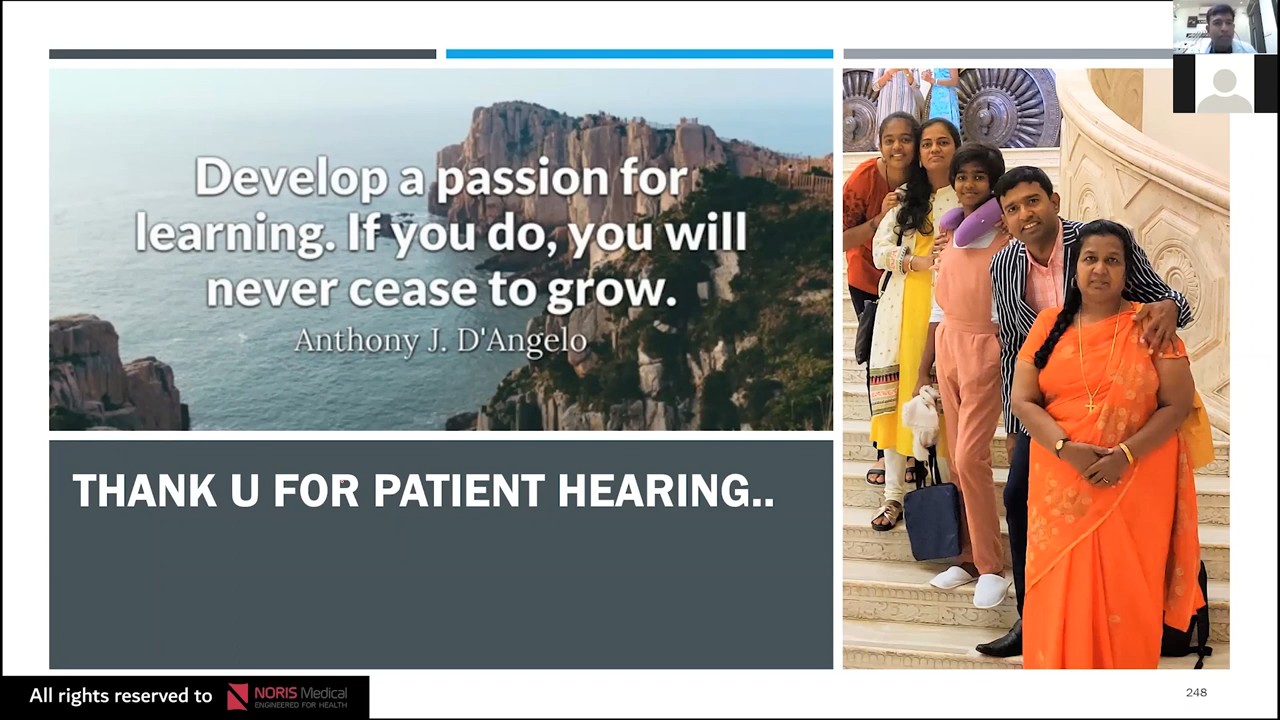 Develop a passion for
learning. If you do, you will
never cease to grow.
Anthony J. D'Angelo
THANK U FOR PATIENT HEARING..
All rights reserved to
NORIS Medical
ENGINEERED FOR HEALTH
248